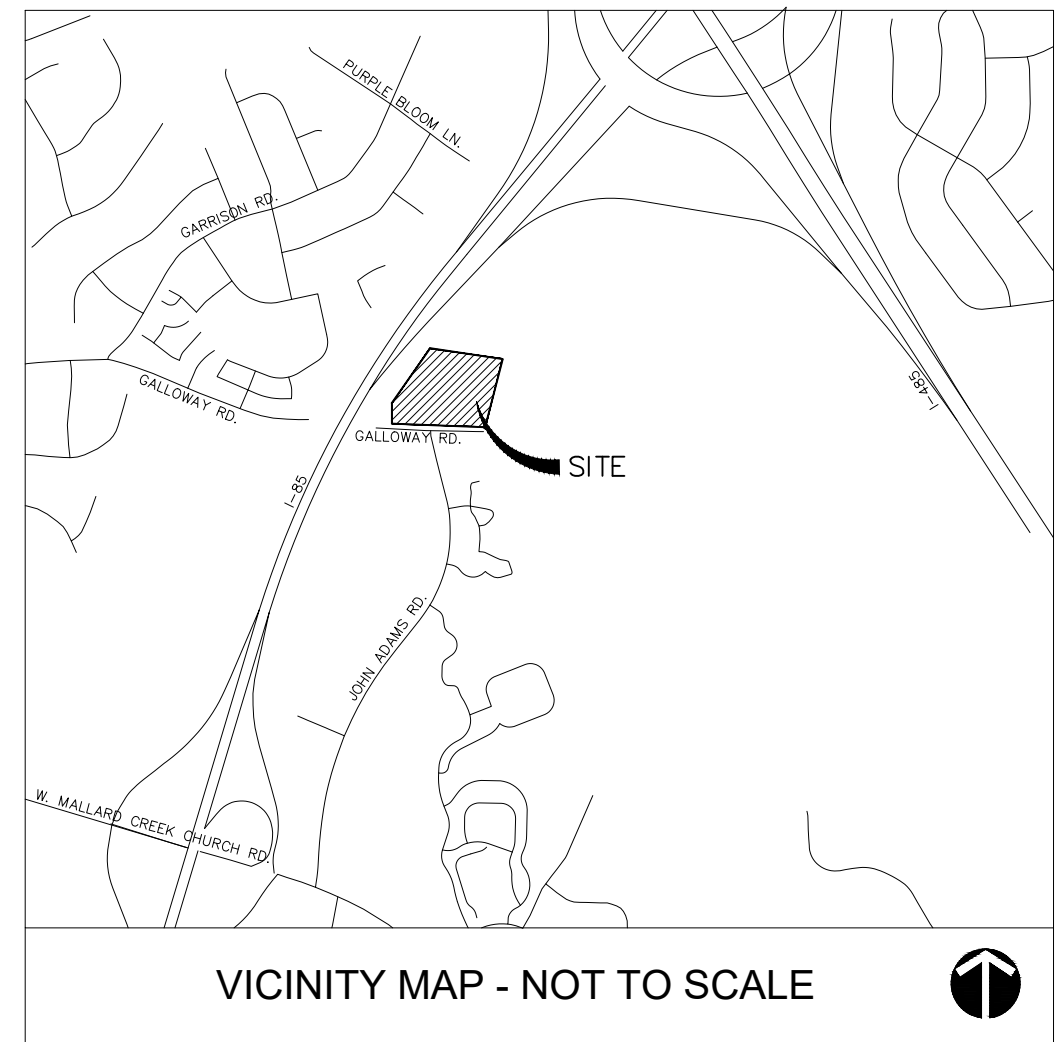 PURPLE BLOOM LN.
GARRISON RD.
GALLOWAY RD.
I-485
GALLOWAY RD.
SITE
I-85
JOHN ADAMS RD.
W. MALLARD CREEK CHURCH RD.
VICINITY MAP - NOT TO SCALE